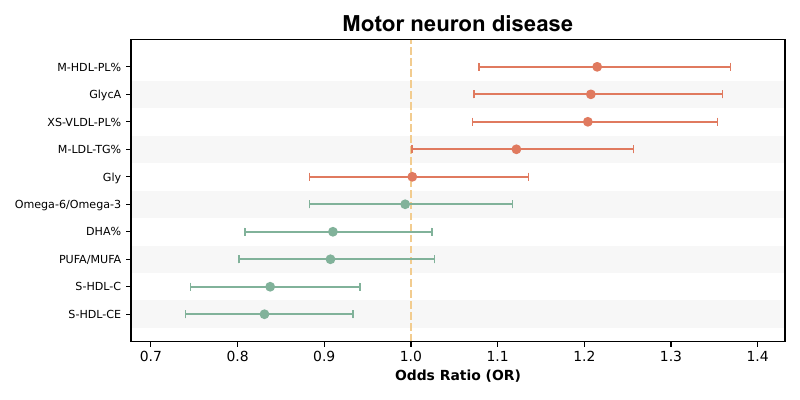 Motor neuron disease
M-HDL-PL%
GlycA
XS-VLDL-PL%
M-LDL-TG%
Gly
Omega-6/Omega-3
DHA%
PUFA/MUFA
S-HDL-C
S-HDL-CE
0.7 0.8 0.9 1.0 1.1 1.2 1.3 1.4
Odds Ratio (OR)